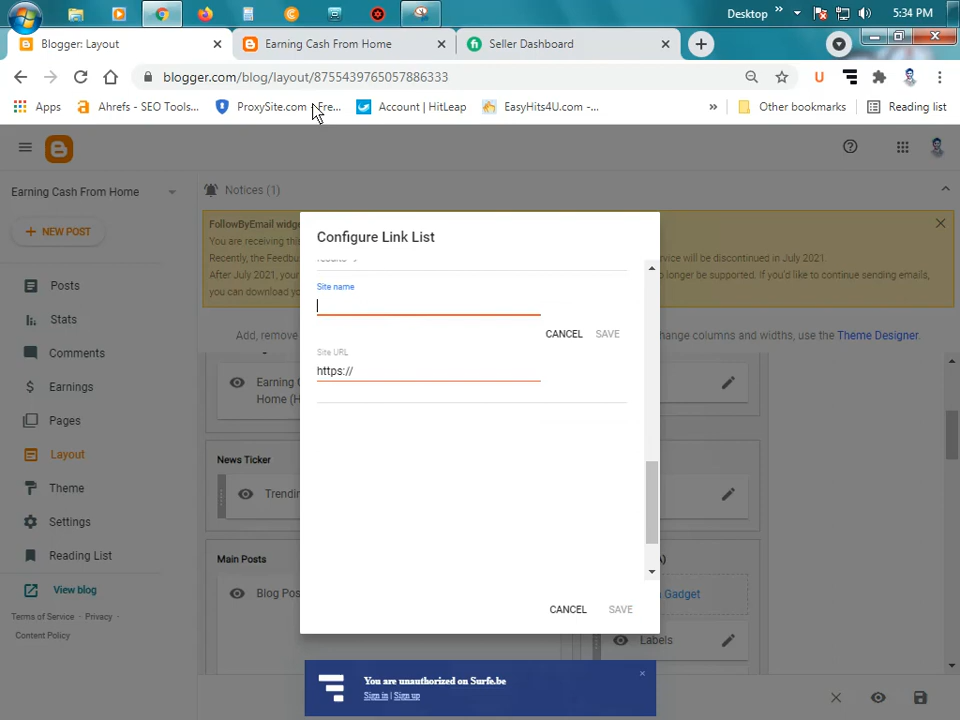 Desktop
»
5:34 PM
Blogger: Layout
Earning Cash From Home
Seller Dashboard
blogger.com/blog/layout/8755439765057886333
Apps
Ahrefs - SEO Tools...
ProxySite.com - Fre...
Account | HitLeap
EasyHits4U.com -...
»
Other bookmarks
Reading list
Earning Cash From Home
Notices (1)
NEW POST
FollowByEmail widge
You are receiving this
Recently, the Feedbu
After July 2021, your
you can download yo
vice will be discontinued in July 2021.
o longer be supported. If you'd like to continue sending emails,
Posts
Stats
Comments
Earnings
Pages
Layout
Theme
Settings
Reading List
View blog
Terms of Service · Privacy ·
Content Policy
Add, remove
change columns and widths, use the Theme Designer.
Earning C
Home (H
News Ticker
Trending
Main Posts
Blog Pos
Gadget
Labels
Configure Link List
Site name
CANCEL SAVE
Site URL
https://
CANCEL SAVE
You are unauthorized on Surfe.be
Sign in | Sign up